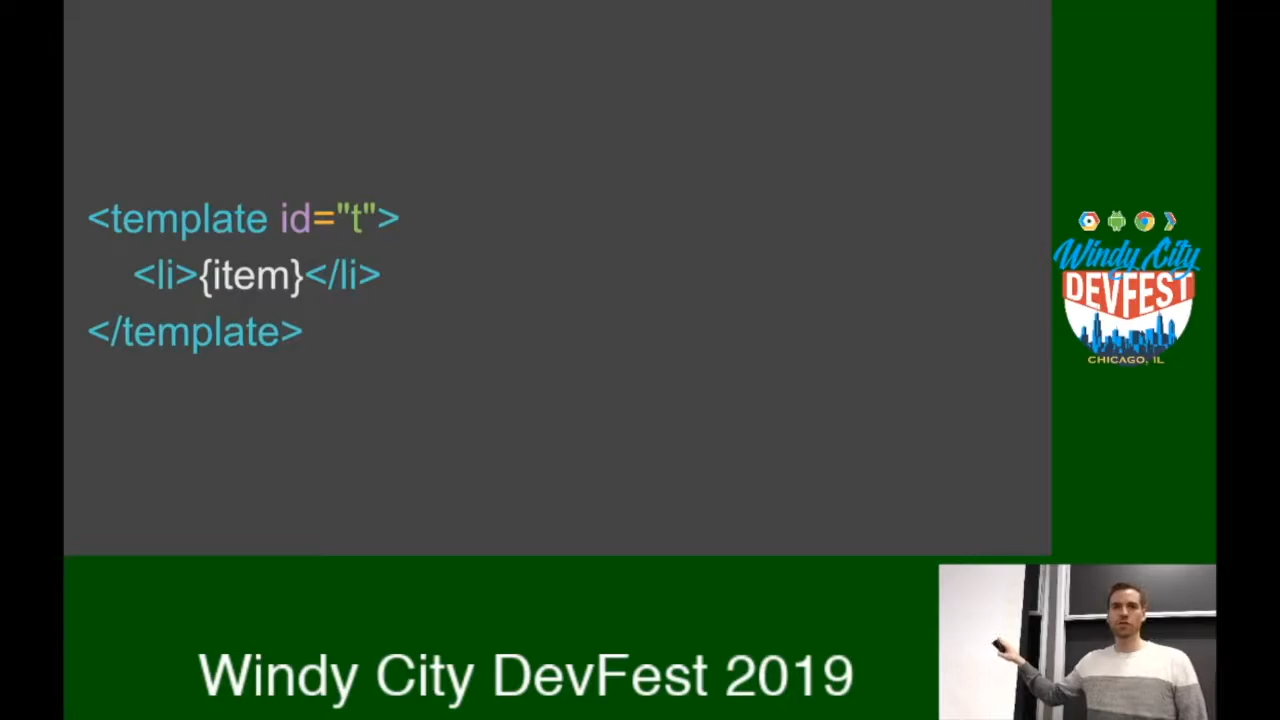 <template id="t">
<li>{item}</li>
</template>
Windy City
DEVFEST
CHICAGO, IL
Windy City DevFest 2019